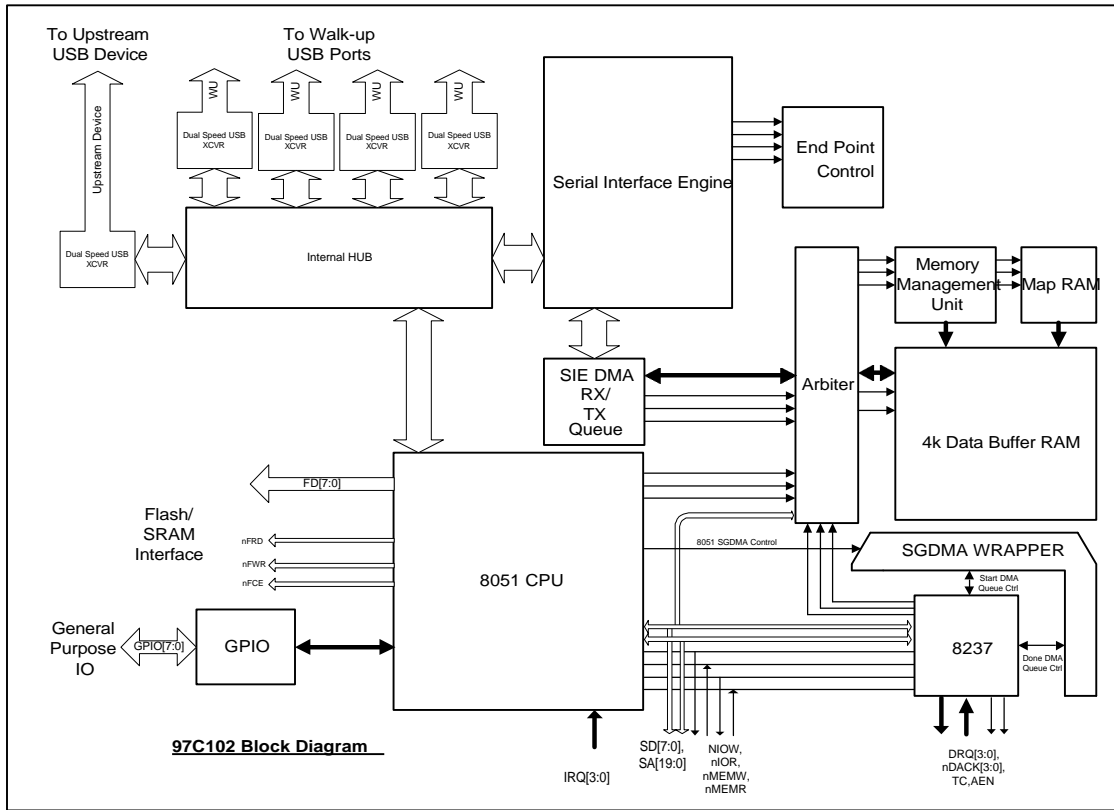 To Upstream
USB Device
To Walk-up
USB Ports
WU
WU
WU
WU
Upstream Device
Dual Speed USB
XCVR
Dual Speed USB
XCVR
Dual Speed USB
XCVR
Dual Speed USB
XCVR
Dual Speed USB
XCVR
Internal HUB
Serial Interface Engine
End Point
Control
Memory
Management
Unit
Map RAM
SIE DMA
RX/
TX
Queue
Arbiter
4k Data Buffer RAM
FD[7:0]
Flash/
SRAM
Interface
nFRD
nFWR
nFCE
8051 CPU
8051 SGDMA Control
SGDMA WRAPPER
Start DMA
Queue Ctrl
General
Purpose
IO
GPIO[7:0]
GPIO
8237
Done DMA
Queue Ctrl
97C102 Block Diagram
IRQ[3:0]
SD[7:0],
SA[19:0]
NIOW,
nIOR,
nMEMW,
nMEMR
DRQ[3:0],
nDACK[3:0],
TC,AEN